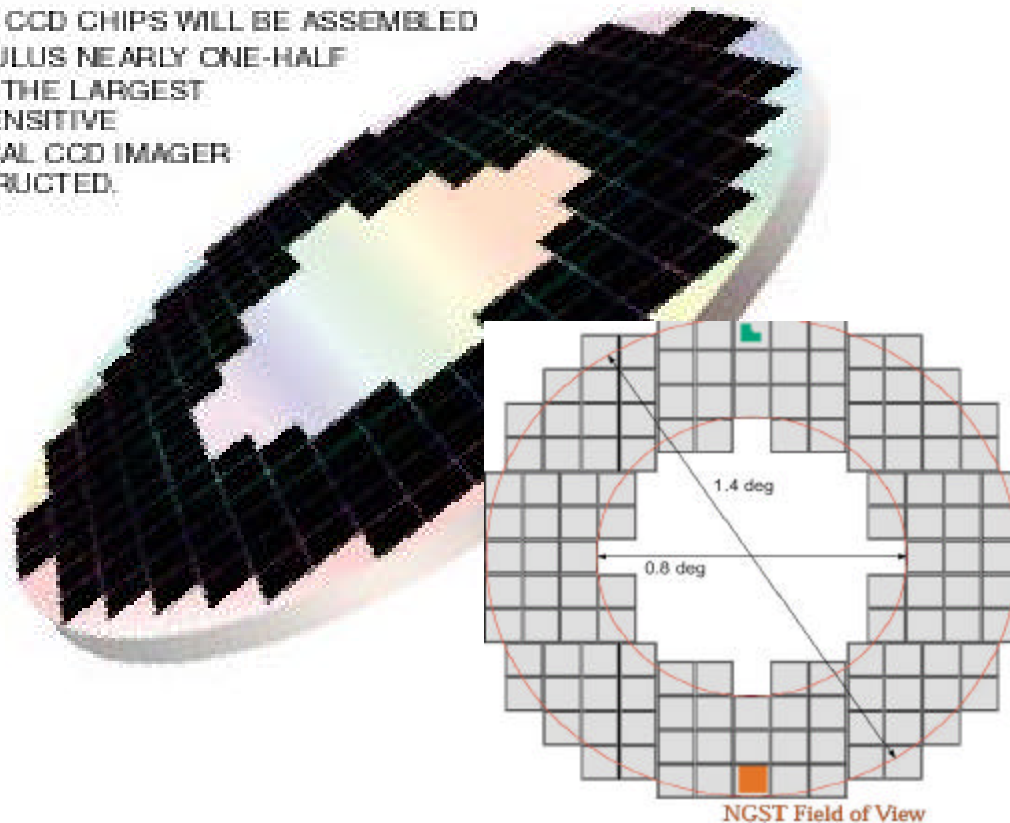 CCD CHIPS WILL BE ASSEMBLED
ULUS NEARLY ONE-HALF
THE LARGEST
ENSITIVE
AL CCD IMAGER
RUCTED.
1.4 deg
0.8 deg
NGST Field of View